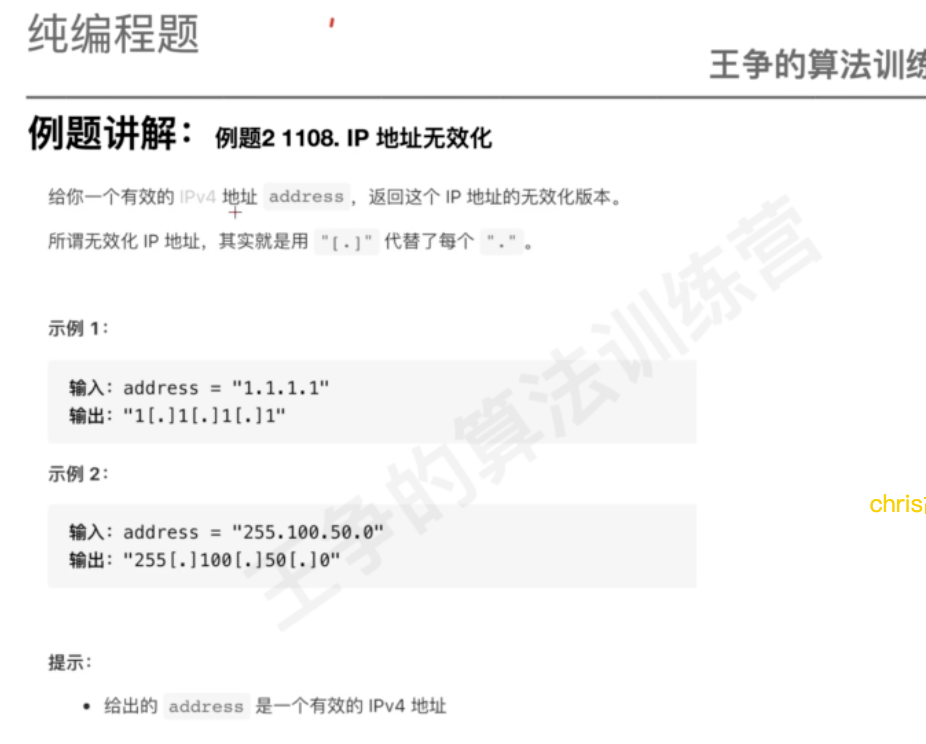 纯编程题
王争的算法训练
例题讲解：例题2 1108. IP 地址无效化
给你一个有效的 IPv4 地址 address，返回这个 IP 地址的无效化版本。
所谓无效化 IP 地址，其实就是用 "[.]" 代替了每个 "."。
示例 1：
输入：address = "1.1.1.1"
输出："1[.]1[.]1[.]1"
示例 2：
输入：address = "255.100.50.0"
输出："255[.]100[.]50[.]0"
王争的算法训练营
chris
提示：
• 给出的 address 是一个有效的 IPv4 地址